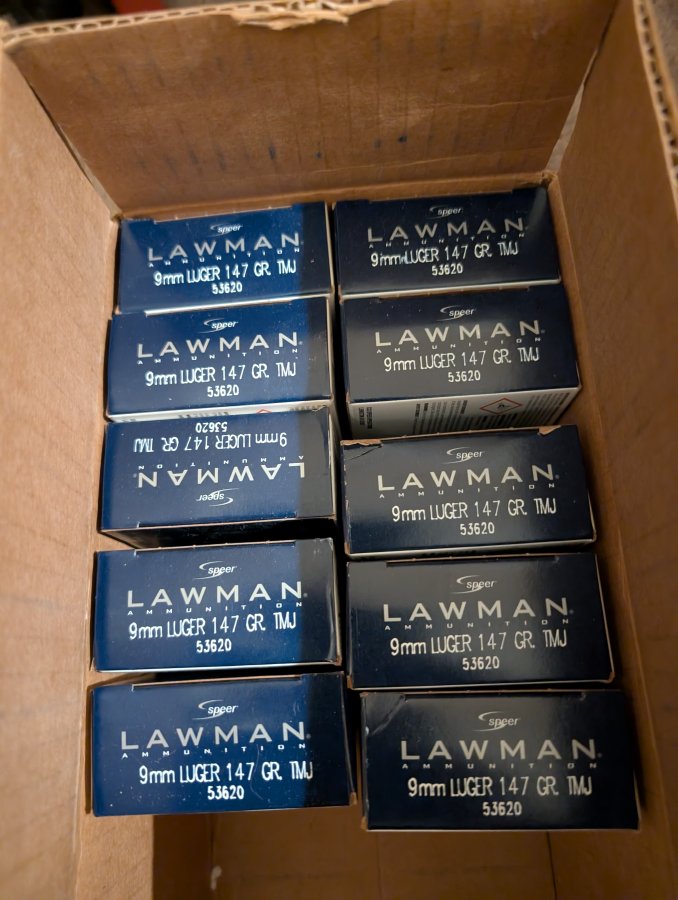 speer
LAWMAN®
AMMUNITION
9mm LUGER 147 GR. TMJ
53620
speer
LAWMAN®
AMMUNITION
9mm LUGER 147 GR. TMJ
53620
speer
LAWMAN®
AMMUNITION
9mm LUGER 147 GR. TMJ
53620
speer
LAWMAN®
AMMUNITION
9mm LUGER 147 GR. TMJ
53620
speer
LAWMAN
AMMUNITION
9mm LUGER 147 GR. TMJ
53620
speer
LAWMAN®
AMMUNITION
9mm LUGER 147 GR. TMJ
53620
speer
LAWMAN®
AMMUNITION
9mm LUGER 147 GR. TMJ
53620
speer
LAWMAN®
AMMUNITION
9mm LUGER 147 GR. TMJ
53620
speer
LAWMAN®
AMMUNITION
9mm LUGER 147 GR. TMJ
53620
speer
LAWMAN®
AMMUNITION
9mm LUGER 147 GR. TMJ
53620